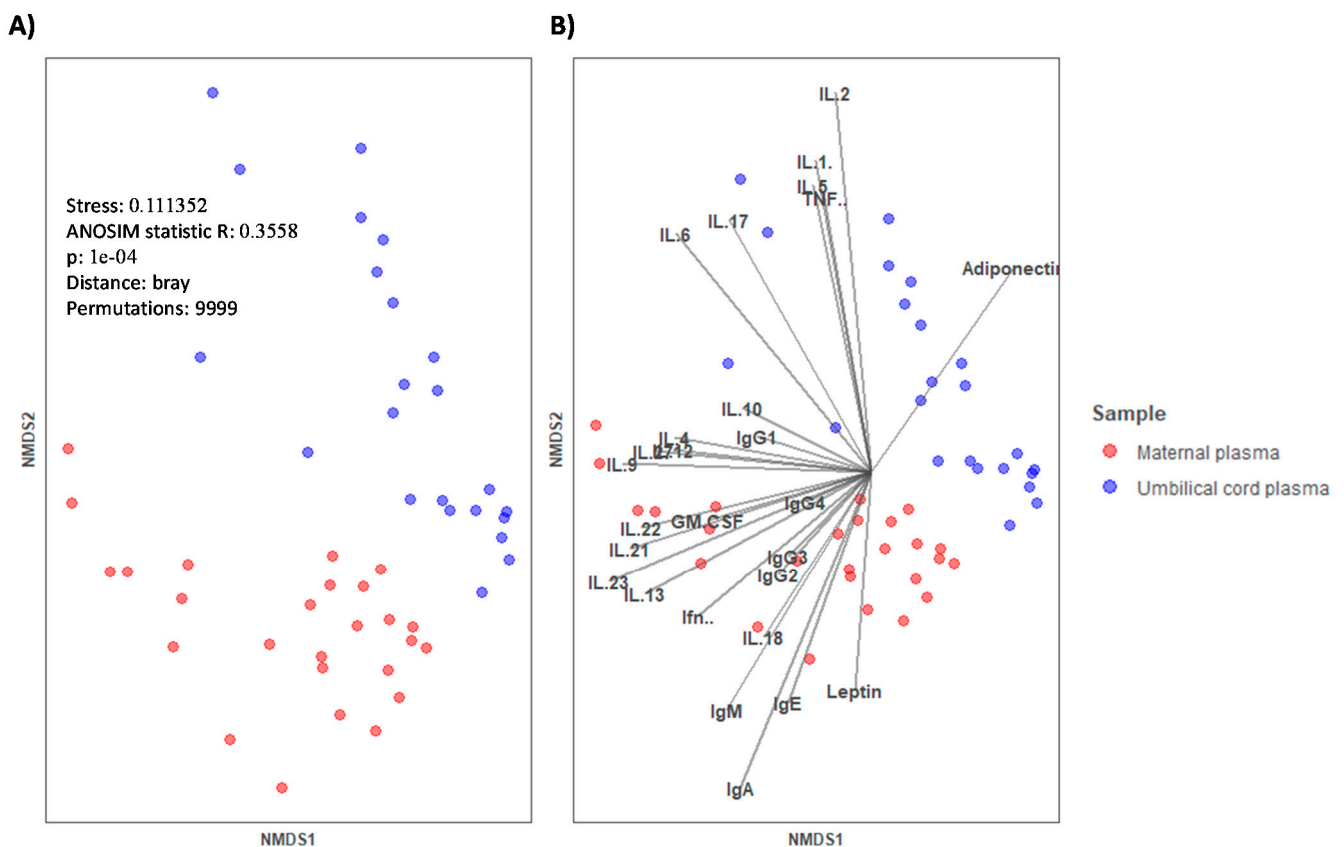 A)
B)
Stress: 0.111352
ANOSIM statistic R: 0.3558
p: 1e-04
Distance: bray
Permutations: 9999
NMDS2
NMDS1
IL.2
IL.1.
IL.5
TNF..
IL.17
IL.6
Adiponectin
IL.10
IgG1
IL.4
IL.9
IgG4
GM.CSF
IL.22
IL.21
IgG3
IgG2
IL.23
IL.13
Ifn..
IL.18
Leptin
IgE
IgM
IgA
NMDS2
NMDS1
Sample
Maternal plasma
Umbilical cord plasma